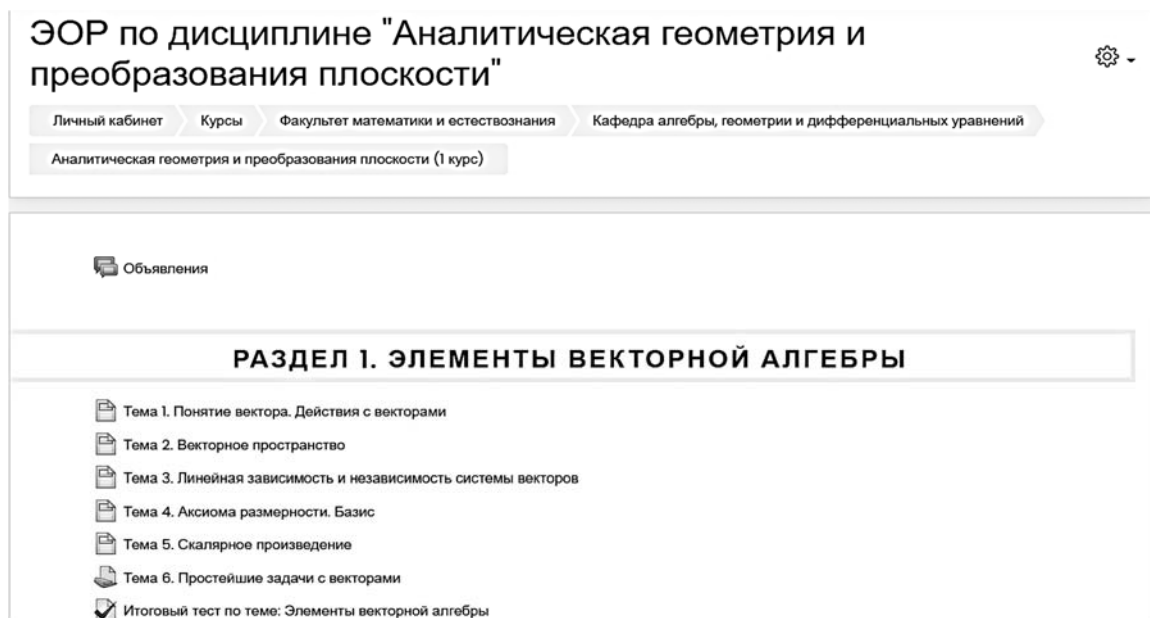 ЭОР по дисциплине "Аналитическая геометрия и
преобразования плоскости"
Личный кабинет Курсы Факультет математики и естествознания Кафедра алгебры, геометрии и дифференциальных уравнений
Аналитическая геометрия и преобразования плоскости (1 курс)
Объявления
РАЗДЕЛ 1. ЭЛЕМЕНТЫ ВЕКТОРНОЙ АЛГЕБРЫ
Тема 1. Понятие вектора. Действия с векторами
Тема 2. Векторное пространство
Тема 3. Линейная зависимость и независимость системы векторов
Тема 4. Аксиома размерности. Базис
Тема 5. Скалярное произведение
Тема 6. Простейшие задачи с векторами
Итоговый тест по теме: Элементы векторной алгебры